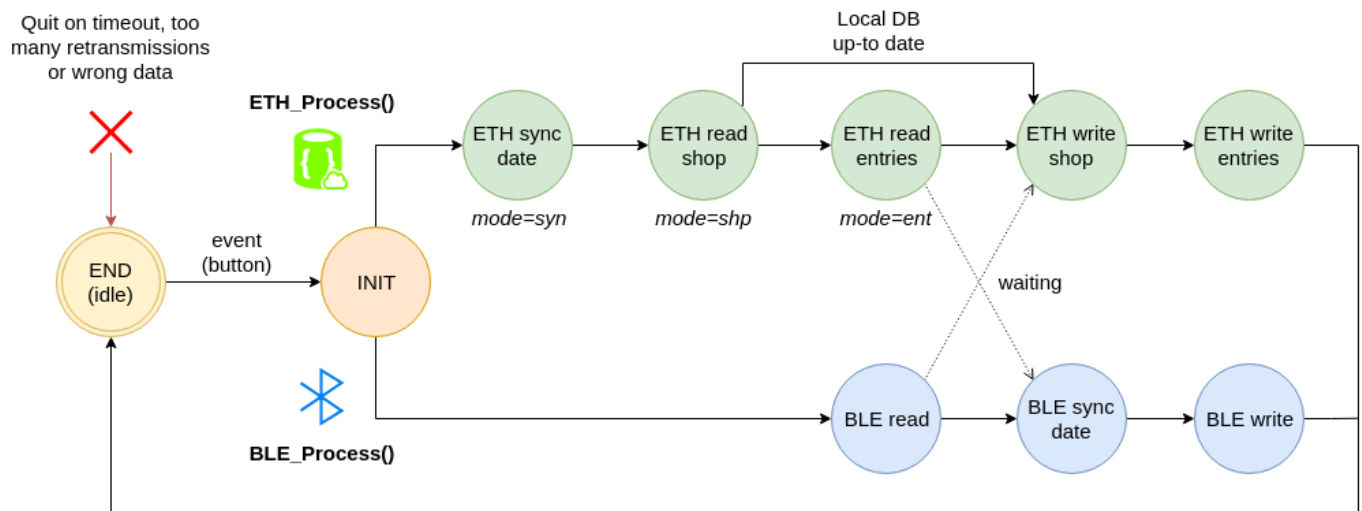 Quit on timeout, too
many retransmissions
or wrong data
Local DB
up-to date
ETH_Process()
ETH sync
date
ETH read
shop
ETH read
entries
ETH write
shop
ETH write
entries
mode=syn
mode=shp
mode=ent
event
(button)
END
(idle)
INIT
waiting
BLE read
BLE sync
date
BLE write
BLE_Process()